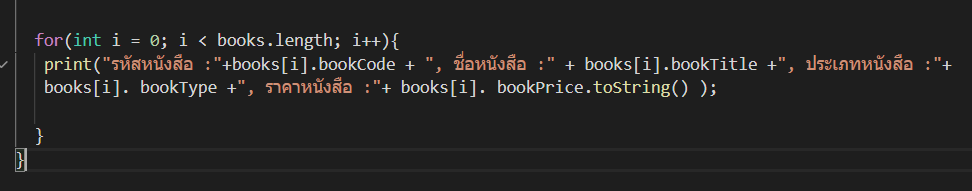 for(int i = 0; i < books.length; i++){
print("รหัสหนังสือ :"+books[i].bookCode + ", ชื่อหนังสือ :" + books[i].bookTitle +", ประเภทหนังสือ :"+
books[i]. bookType +", ราคาหนังสือ :"+ books[i]. bookPrice.toString() );
}
}